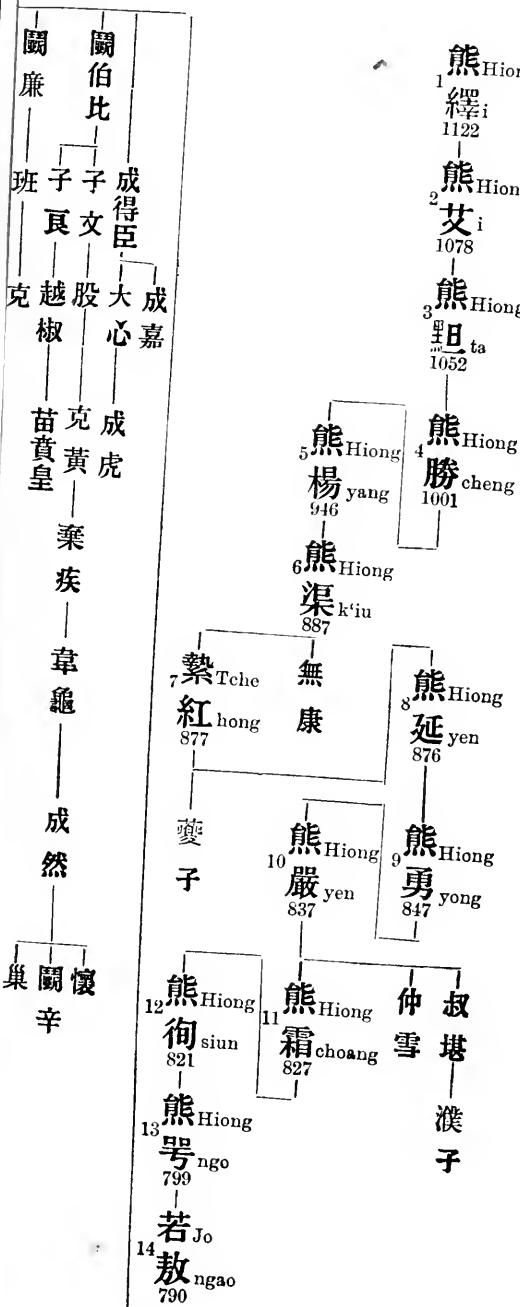 1 熊繹 Hiong i
1122
2 熊艾 Hiong i
1078
3 熊䵣 Hiong ta
1052
4 熊勝 Hiong cheng
1001
5 熊楊 Hiong yang
946
6 熊渠 Hiong k‘iu
887
7 縶紅 Tche hong
877
無康
8 熊延 Hiong yen
876
夔子
9 熊勇 Hiong yong
847
10 熊嚴 Hiong yen
837
11 熊霜 Hiong choang
827
仲雪
叔堪
濮子
12 熊徇 Hiong siun
821
13 熊咢 Hiong ngo
799
14 若敖 Jo ngao
790
鬭廉
班
克
鬭伯比
子良
越椒
苗賁皇
子文
股
克黃
棄疾
韋龜
成然
巢
鬭辛
懷
成得臣
大心
成虎
成嘉